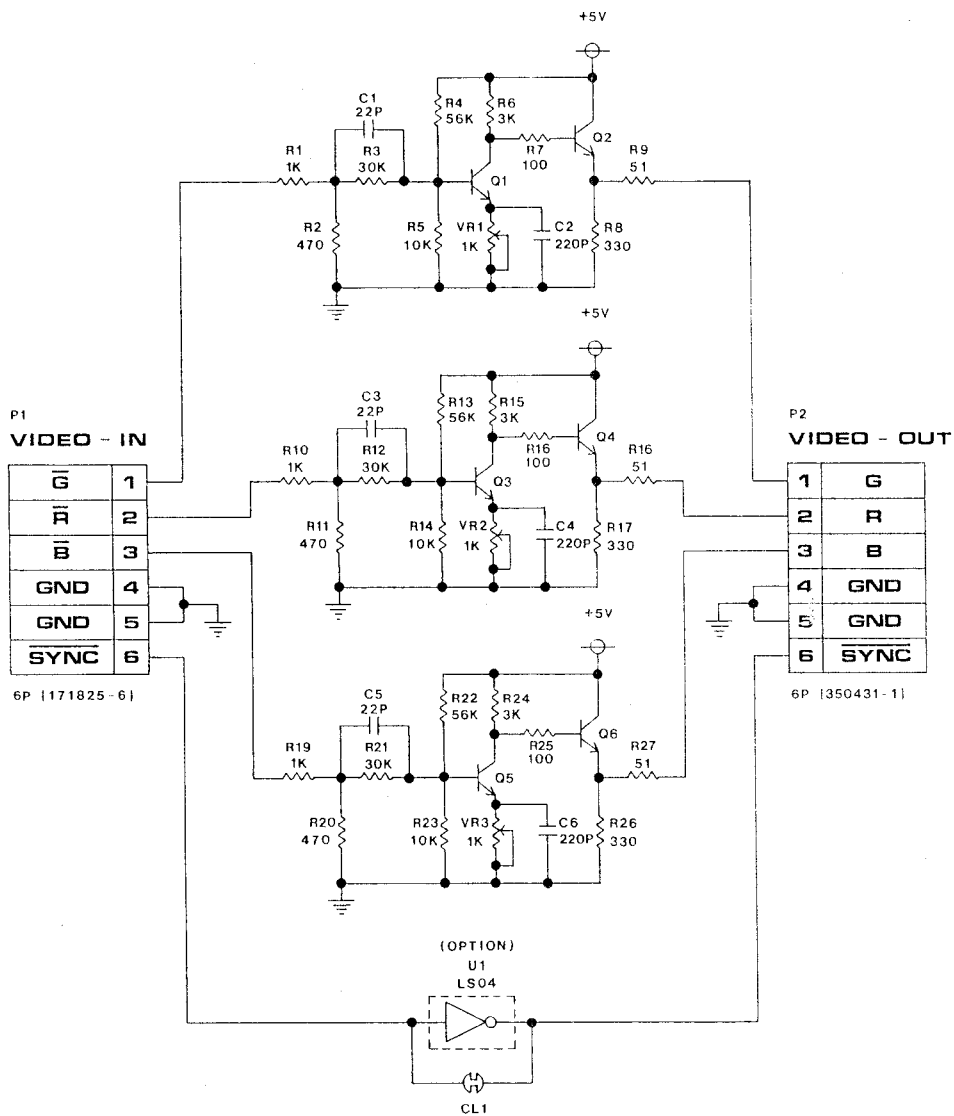 +5V
C1
22P
R4
56K
R6
3K
Q2
R1
1K
R3
30K
R7
100
R9
51
Q1
R2
470
R5
10K
VR1
1K
C2
220P
R8
330
+5V
P1
VIDEO - IN
C3
22P
R13
56K
R15
3K
Q4
P2
VIDEO - OUT
R10
1K
R12
30K
R16
100
R16
51
Q3
R11
470
R14
10K
VR2
1K
C4
220P
R17
330
G̅ 1
R̅ 2
B̅ 3
GND 4
GND 5
S̅Y̅N̅C̅ 6
6P (171825-6)
1 G
2 R
3 B
4 GND
5 GND
6 S̅Y̅N̅C̅
6P (350431-1)
+5V
C5
22P
R22
56K
R24
3K
Q6
R19
1K
R21
30K
R25
100
R27
51
Q5
R20
470
R23
10K
VR3
1K
C6
220P
R26
330
(OPTION)
U1
LS04
CL1